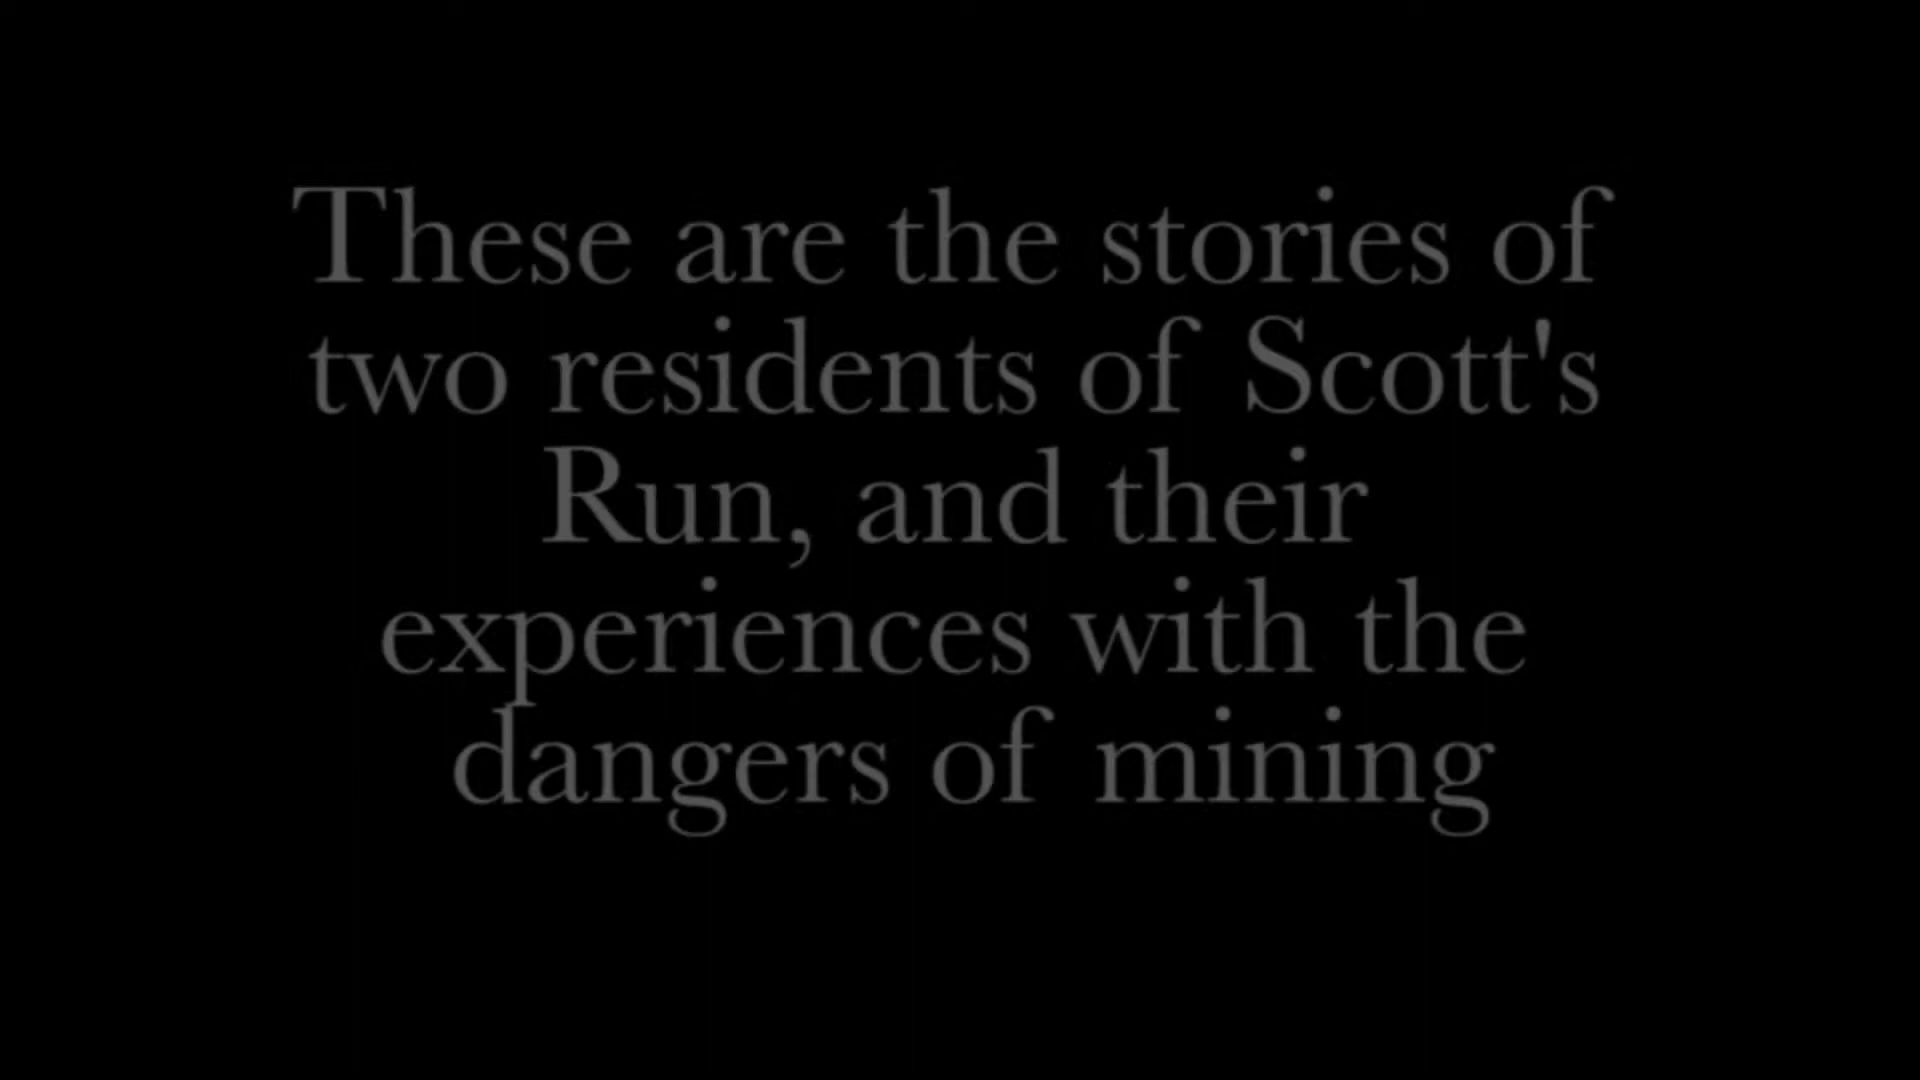 These are the stories of
two residents of Scott's
Run, and their
experiences with the
dangers of mining